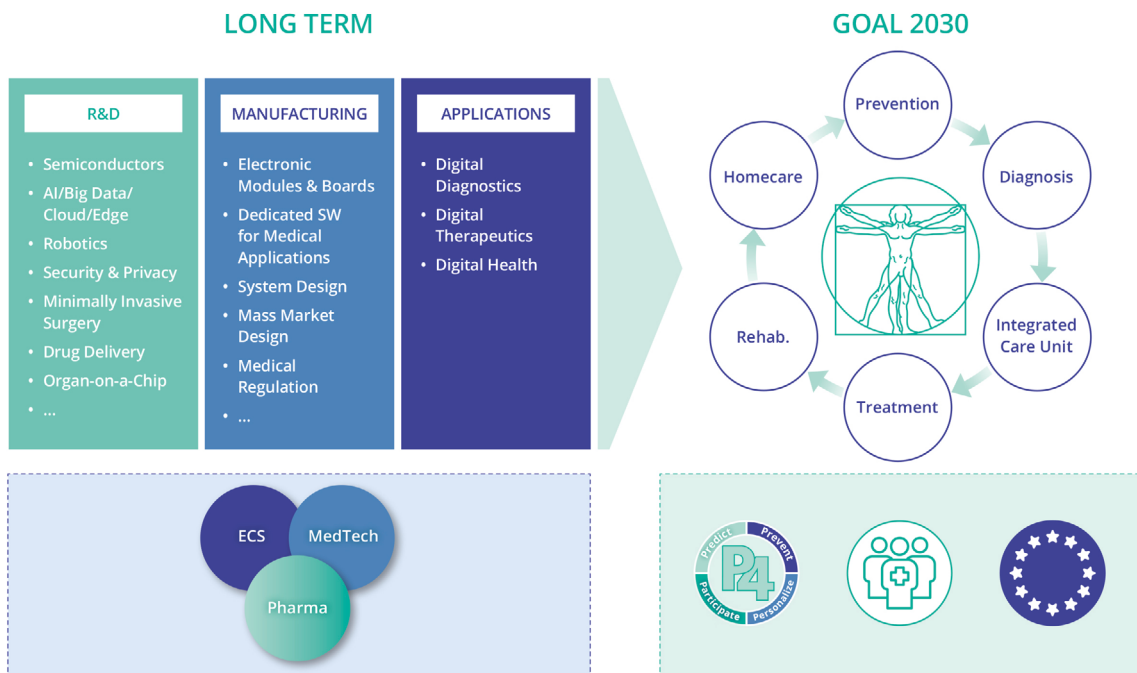 LONG TERM
GOAL 2030
R&D
• Semiconductors
• AI/Big Data/
Cloud/Edge
• Robotics
• Security & Privacy
• Minimally Invasive
Surgery
• Drug Delivery
• Organ-on-a-Chip
• ...
MANUFACTURING
• Electronic
Modules & Boards
• Dedicated SW
for Medical
Applications
• System Design
• Mass Market
Design
• Medical
Regulation
• ...
APPLICATIONS
• Digital
Diagnostics
• Digital
Therapeutics
• Digital Health
Prevention
Diagnosis
Integrated
Care Unit
Treatment
Rehab.
Homecare
ECS
MedTech
Pharma
Predict
Prevent
Personalize
Participate
P4